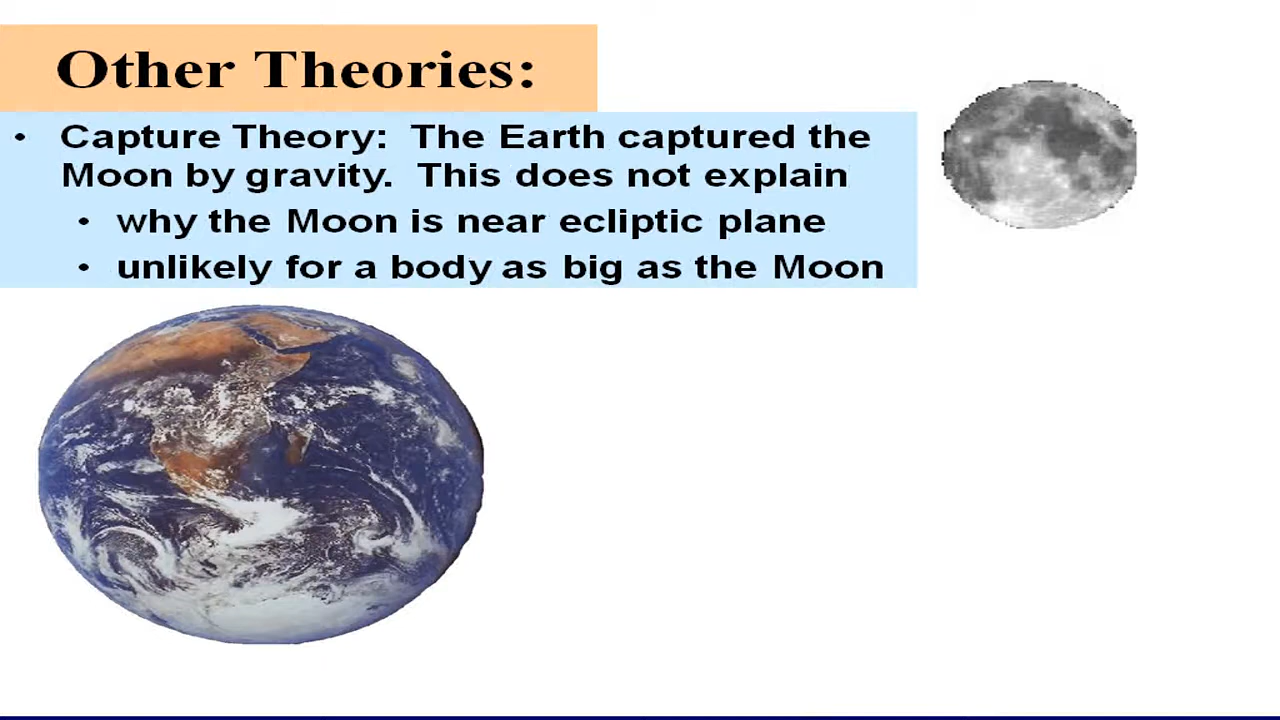 Other Theories:
• Capture Theory: The Earth captured the
Moon by gravity. This does not explain
• why the Moon is near ecliptic plane
• unlikely for a body as big as the Moon